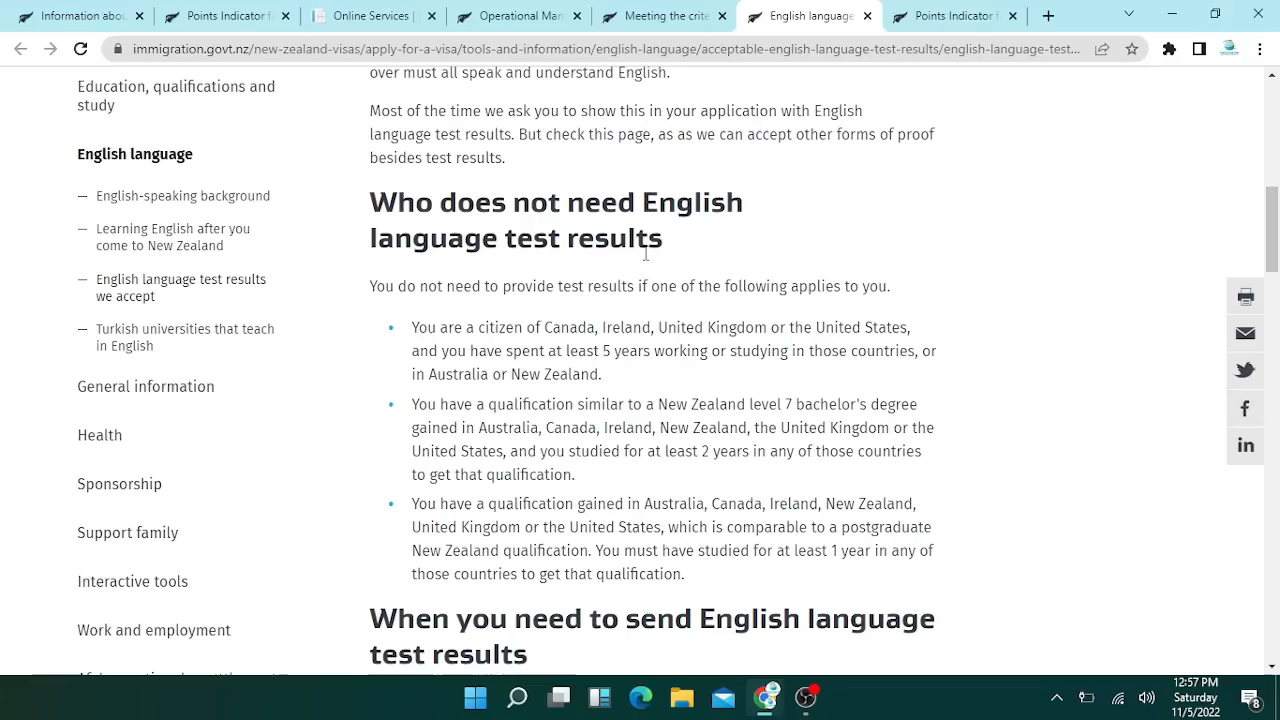 Information abou
Points Indicator f
Online Services |
Operational Man
Meeting the crite
English language
Points Indicator f
immigration.govt.nz/new-zealand-visas/apply-for-a-visa/tools-and-information/english-language/acceptable-english-language-test-results/english-language-test...
Education, qualifications and
study
English language
— English-speaking background
— Learning English after you
come to New Zealand
— English language test results
we accept
— Turkish universities that teach
in English
General information
Health
Sponsorship
Support family
Interactive tools
Work and employment
over must all speak and understand English.
Most of the time we ask you to show this in your application with English
language test results. But check this page, as as we can accept other forms of proof
besides test results.
Who does not need English
language test results
You do not need to provide test results if one of the following applies to you.
• You are a citizen of Canada, Ireland, United Kingdom or the United States,
and you have spent at least 5 years working or studying in those countries, or
in Australia or New Zealand.
• You have a qualification similar to a New Zealand level 7 bachelor's degree
gained in Australia, Canada, Ireland, New Zealand, the United Kingdom or the
United States, and you studied for at least 2 years in any of those countries
to get that qualification.
• You have a qualification gained in Australia, Canada, Ireland, New Zealand,
United Kingdom or the United States, which is comparable to a postgraduate
New Zealand qualification. You must have studied for at least 1 year in any of
those countries to get that qualification.
When you need to send English language
test results
12:57 PM
Saturday
11/5/2022
8